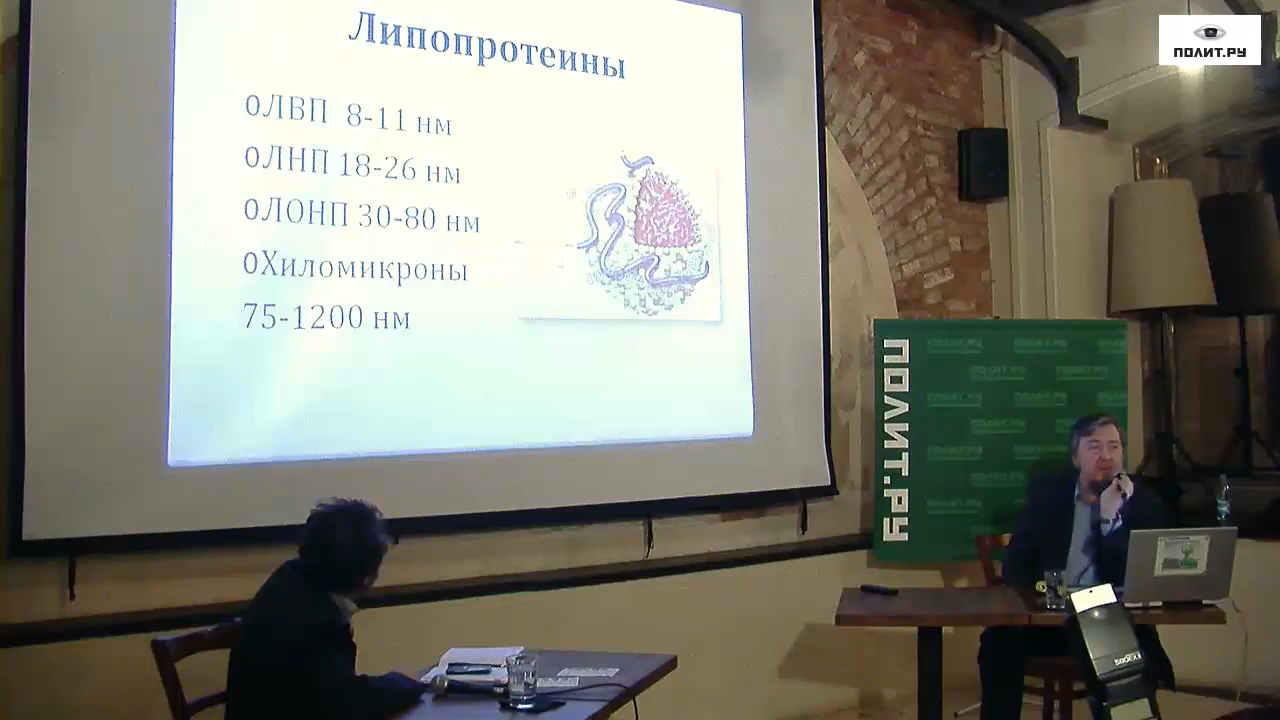 Липопротеины
оЛВП 8-11 нм
оЛНП 18-26 нм
оЛОНП 30-80 нм
оХиломикроны
75-1200 нм
ПОЛИТ.РУ
ПОЛИТ.РУ